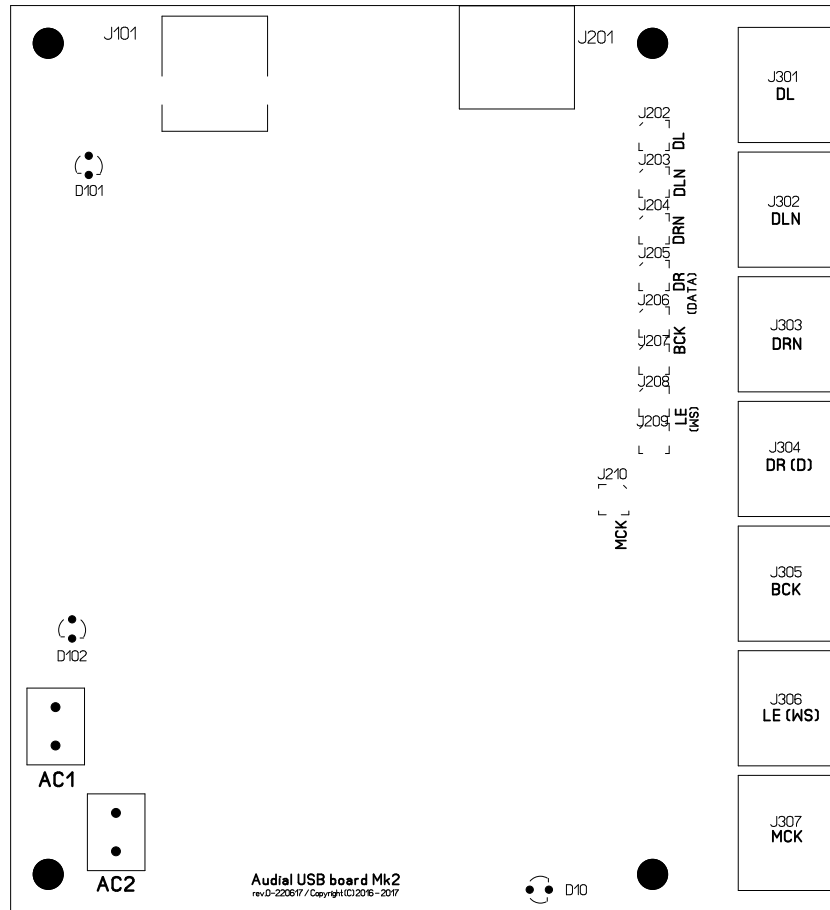 J101
J201
J301
DL
J202
DL
J203
DLN
J302
DLN
J204
DRN
J205
DR
(DATA)
J206
J303
DRN
J207
BCK
J208
J209
LE
(WS)
J304
DR (D)
J210
MCK
J305
BCK
J306
LE (WS)
J307
MCK
D101
D102
AC1
AC2
Audial USB board Mk2
rev.0-220617 / Copyright (C) 2016 - 2017
D10